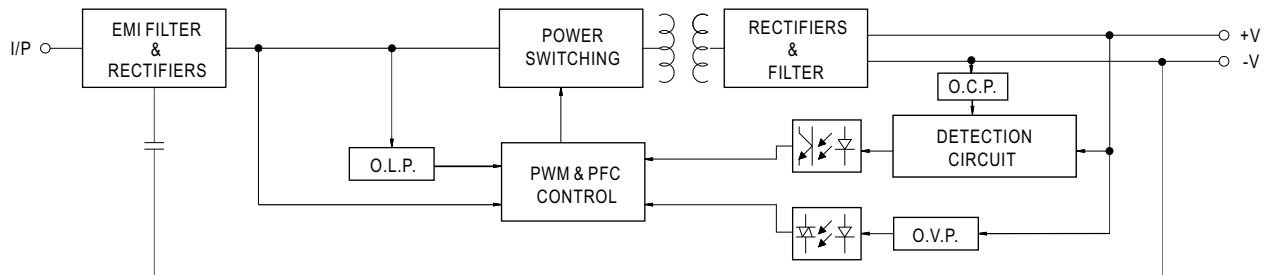 I/P
EMI FILTER
&
RECTIFIERS
POWER
SWITCHING
RECTIFIERS
&
FILTER
+V
-V
O.C.P.
DETECTION
CIRCUIT
O.L.P.
PWM & PFC
CONTROL
O.V.P.